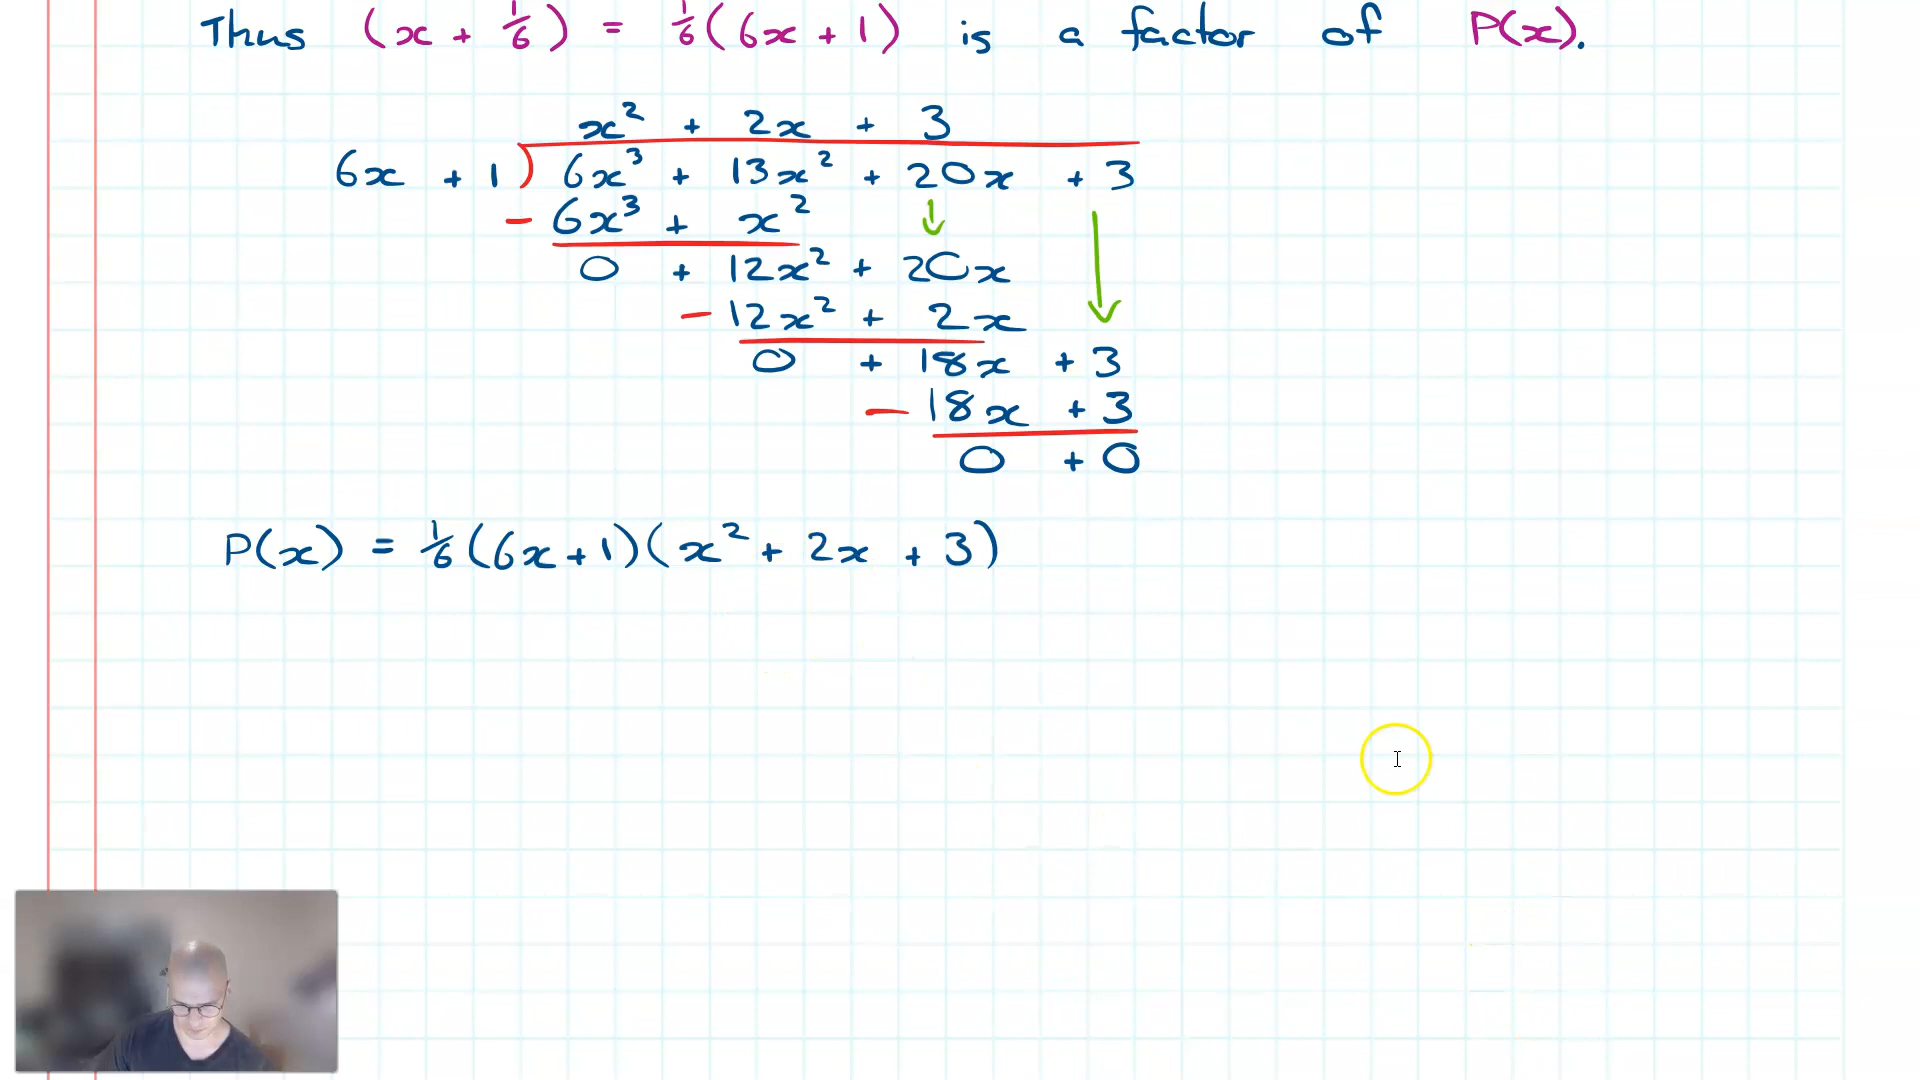 Thus (x + 1/6) = 1/6(6x + 1) is a factor of P(x).
x² + 2x + 3
6x + 1 ) 6x³ + 13x² + 20x + 3
- 6x³ + x²
0 + 12x² + 20x
- 12x² + 2x
0 + 18x + 3
- 18x + 3
0 + 0
P(x) = 1/6(6x+1)(x² + 2x + 3)